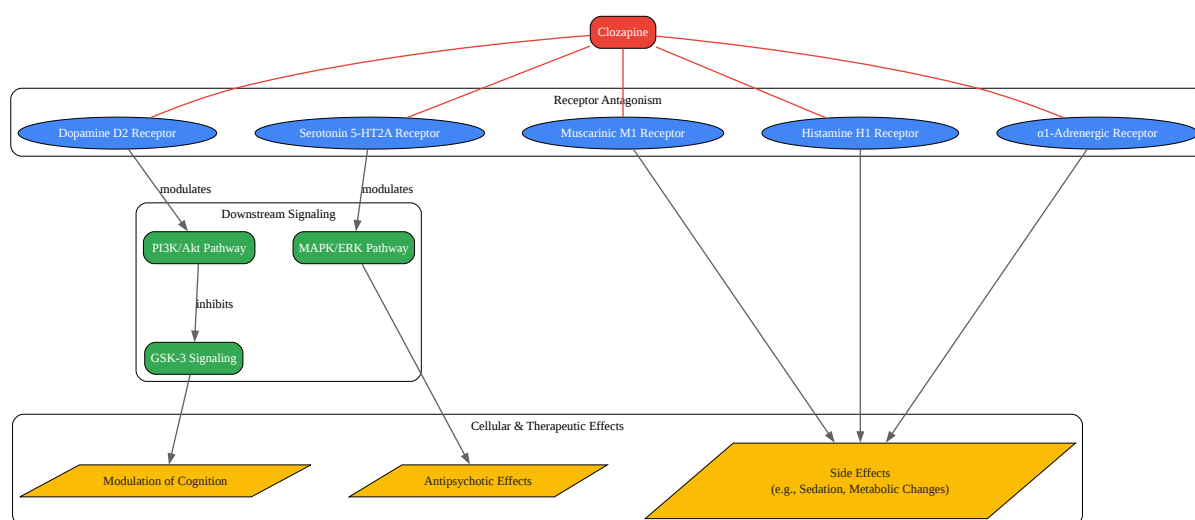 Clozapine
Receptor Antagonism
Dopamine D2 Receptor
Serotonin 5-HT2A Receptor
Muscarinic M1 Receptor
Histamine H1 Receptor
α1-Adrenergic Receptor
modulates
modulates
Downstream Signaling
PI3K/Akt Pathway
MAPK/ERK Pathway
inhibits
GSK-3 Signaling
Cellular & Therapeutic Effects
Modulation of Cognition
Antipsychotic Effects
Side Effects
(e.g., Sedation, Metabolic Changes)